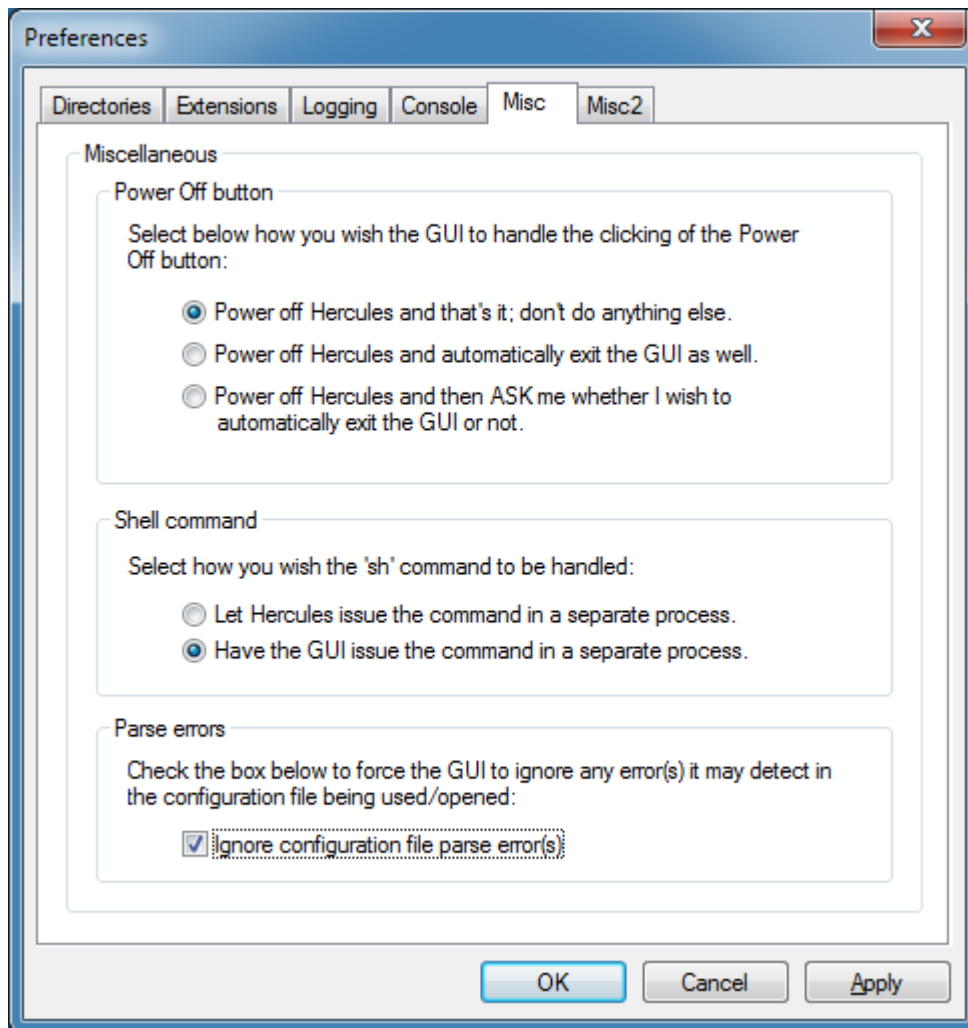 Preferences
Directories Extensions Logging Console Misc Misc2
Miscellaneous
Power Off button
Select below how you wish the GUI to handle the clicking of the Power
Off button:
Power off Hercules and that's it; don't do anything else.
Power off Hercules and automatically exit the GUI as well.
Power off Hercules and then ASK me whether I wish to
automatically exit the GUI or not.
Shell command
Select how you wish the 'sh' command to be handled:
Let Hercules issue the command in a separate process.
Have the GUI issue the command in a separate process.
Parse errors
Check the box below to force the GUI to ignore any error(s) it may detect in
the configuration file being used/opened:
Ignore configuration file parse error(s)
OK Cancel Apply